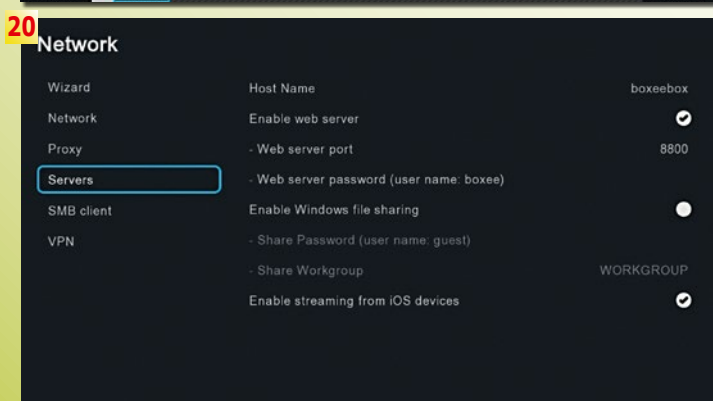 20
Network
Wizard
Network
Proxy
Servers
SMB client
VPN
Host Name boxeebox
Enable web server
- Web server port 8800
- Web server password (user name: boxee)
Enable Windows file sharing
- Share Password (user name: guest)
- Share Workgroup WORKGROUP
Enable streaming from iOS devices